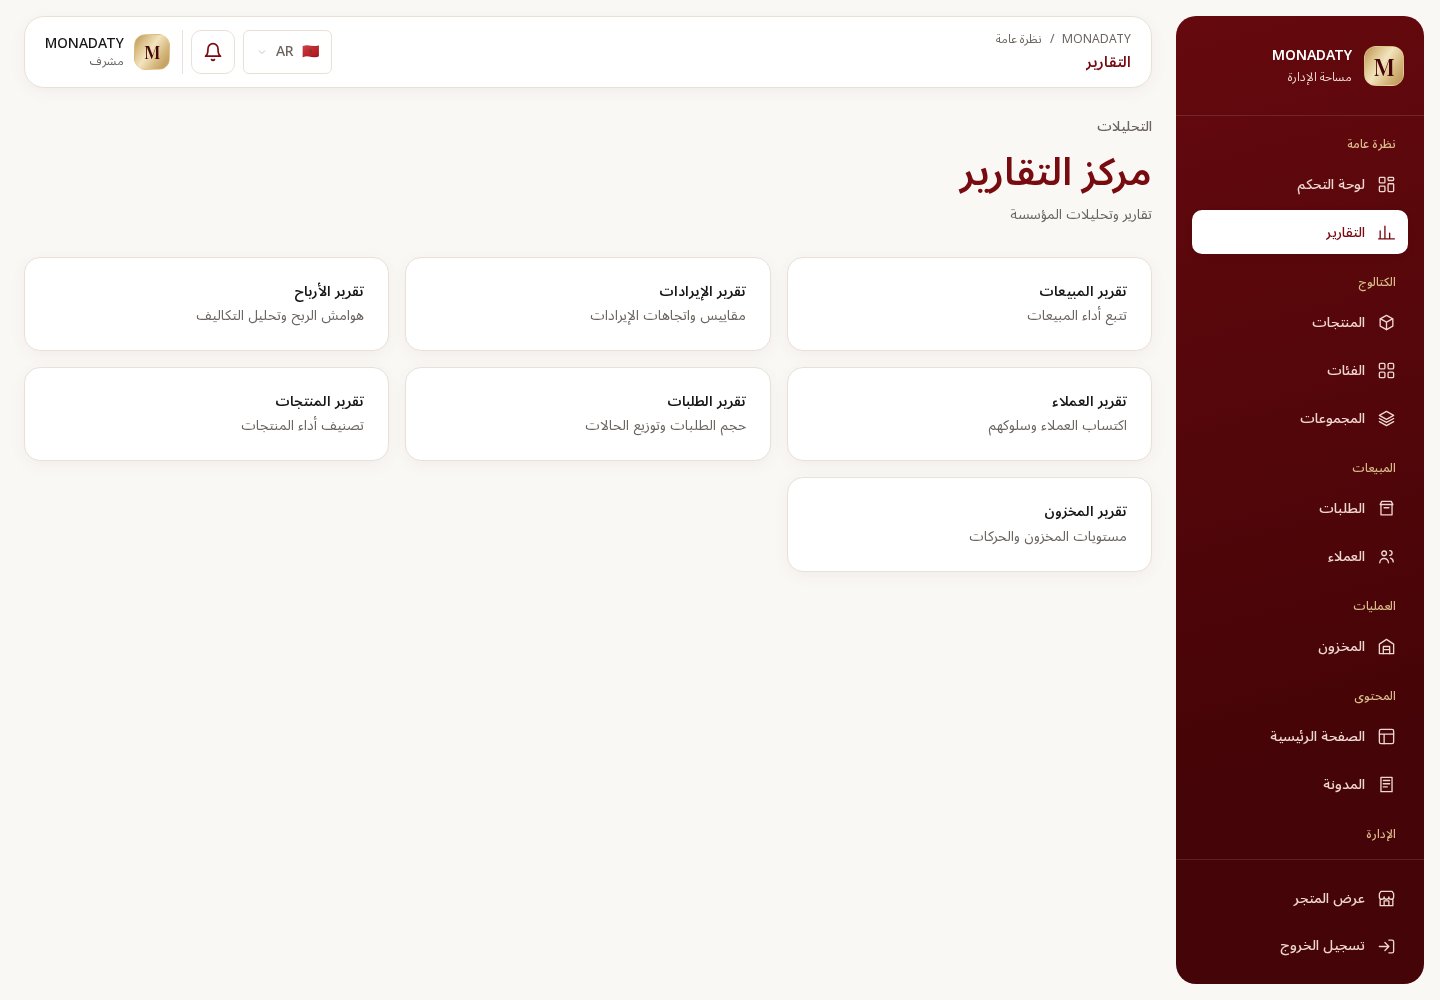 M
MONADATY
مساحة الإدارة
نظرة عامة
لوحة التحكم
التقارير
الكتالوج
المنتجات
الفئات
المجموعات
المبيعات
الطلبات
العملاء
العمليات
المخزون
المحتوى
الصفحة الرئيسية
المدونة
الإدارة
عرض المتجر
تسجيل الخروج
MONADATY / نظرة عامة
التقارير
AR
M
MONADATY
مشرف
التحليلات
مركز التقارير
تقارير وتحليلات المؤسسة
تقرير المبيعات
تتبع أداء المبيعات
تقرير الإيرادات
مقاييس واتجاهات الإيرادات
تقرير الأرباح
هوامش الربح وتحليل التكاليف
تقرير العملاء
اكتساب العملاء وسلوكهم
تقرير الطلبات
حجم الطلبات وتوزيع الحالات
تقرير المنتجات
تصنيف أداء المنتجات
تقرير المخزون
مستويات المخزون والحركات